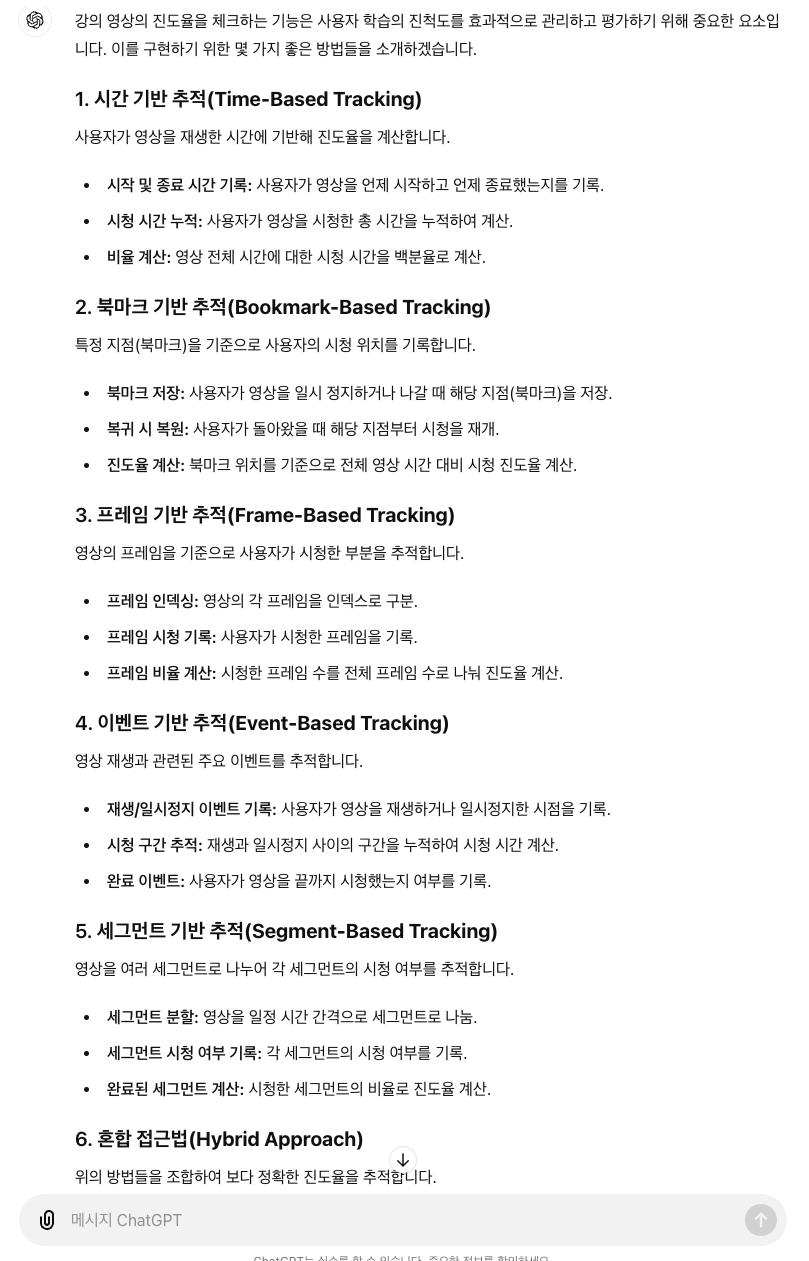 강의 영상의 진도율을 체크하는 기능은 사용자 학습의 진척도를 효과적으로 관리하고 평가하기 위해 중요한 요소입
니다. 이를 구현하기 위한 몇 가지 좋은 방법들을 소개하겠습니다.
1. 시간 기반 추적(Time-Based Tracking)
사용자가 영상을 재생한 시간에 기반해 진도율을 계산합니다.
• 시작 및 종료 시간 기록: 사용자가 영상을 언제 시작하고 언제 종료했는지를 기록.
• 시청 시간 누적: 사용자가 영상을 시청한 총 시간을 누적하여 계산.
• 비율 계산: 영상 전체 시간에 대한 시청 시간을 백분율로 계산.
2. 북마크 기반 추적(Bookmark-Based Tracking)
특정 지점(북마크)을 기준으로 사용자의 시청 위치를 기록합니다.
• 북마크 저장: 사용자가 영상을 일시 정지하거나 나갈 때 해당 지점(북마크)을 저장.
• 복귀 시 복원: 사용자가 돌아왔을 때 해당 지점부터 시청을 재개.
• 진도율 계산: 북마크 위치를 기준으로 전체 영상 시간 대비 시청 진도율 계산.
3. 프레임 기반 추적(Frame-Based Tracking)
영상의 프레임을 기준으로 사용자가 시청한 부분을 추적합니다.
• 프레임 인덱싱: 영상의 각 프레임을 인덱스로 구분.
• 프레임 시청 기록: 사용자가 시청한 프레임을 기록.
• 프레임 비율 계산: 시청한 프레임 수를 전체 프레임 수로 나눠 진도율 계산.
4. 이벤트 기반 추적(Event-Based Tracking)
영상 재생과 관련된 주요 이벤트를 추적합니다.
• 재생/일시정지 이벤트 기록: 사용자가 영상을 재생하거나 일시정지한 시점을 기록.
• 시청 구간 추적: 재생과 일시정지 사이의 구간을 누적하여 시청 시간 계산.
• 완료 이벤트: 사용자가 영상을 끝까지 시청했는지 여부를 기록.
5. 세그먼트 기반 추적(Segment-Based Tracking)
영상을 여러 세그먼트로 나누어 각 세그먼트의 시청 여부를 추적합니다.
• 세그먼트 분할: 영상을 일정 시간 간격으로 세그먼트로 나눔.
• 세그먼트 시청 여부 기록: 각 세그먼트의 시청 여부를 기록.
• 완료된 세그먼트 계산: 시청한 세그먼트의 비율로 진도율 계산.
6. 혼합 접근법(Hybrid Approach)
위의 방법들을 조합하여 보다 정확한 진도율을 추적합니다.
메시지 ChatGPT
ChatGPT는 실수를 할 수 있습니다. 중요한 정보를 확인하세요.